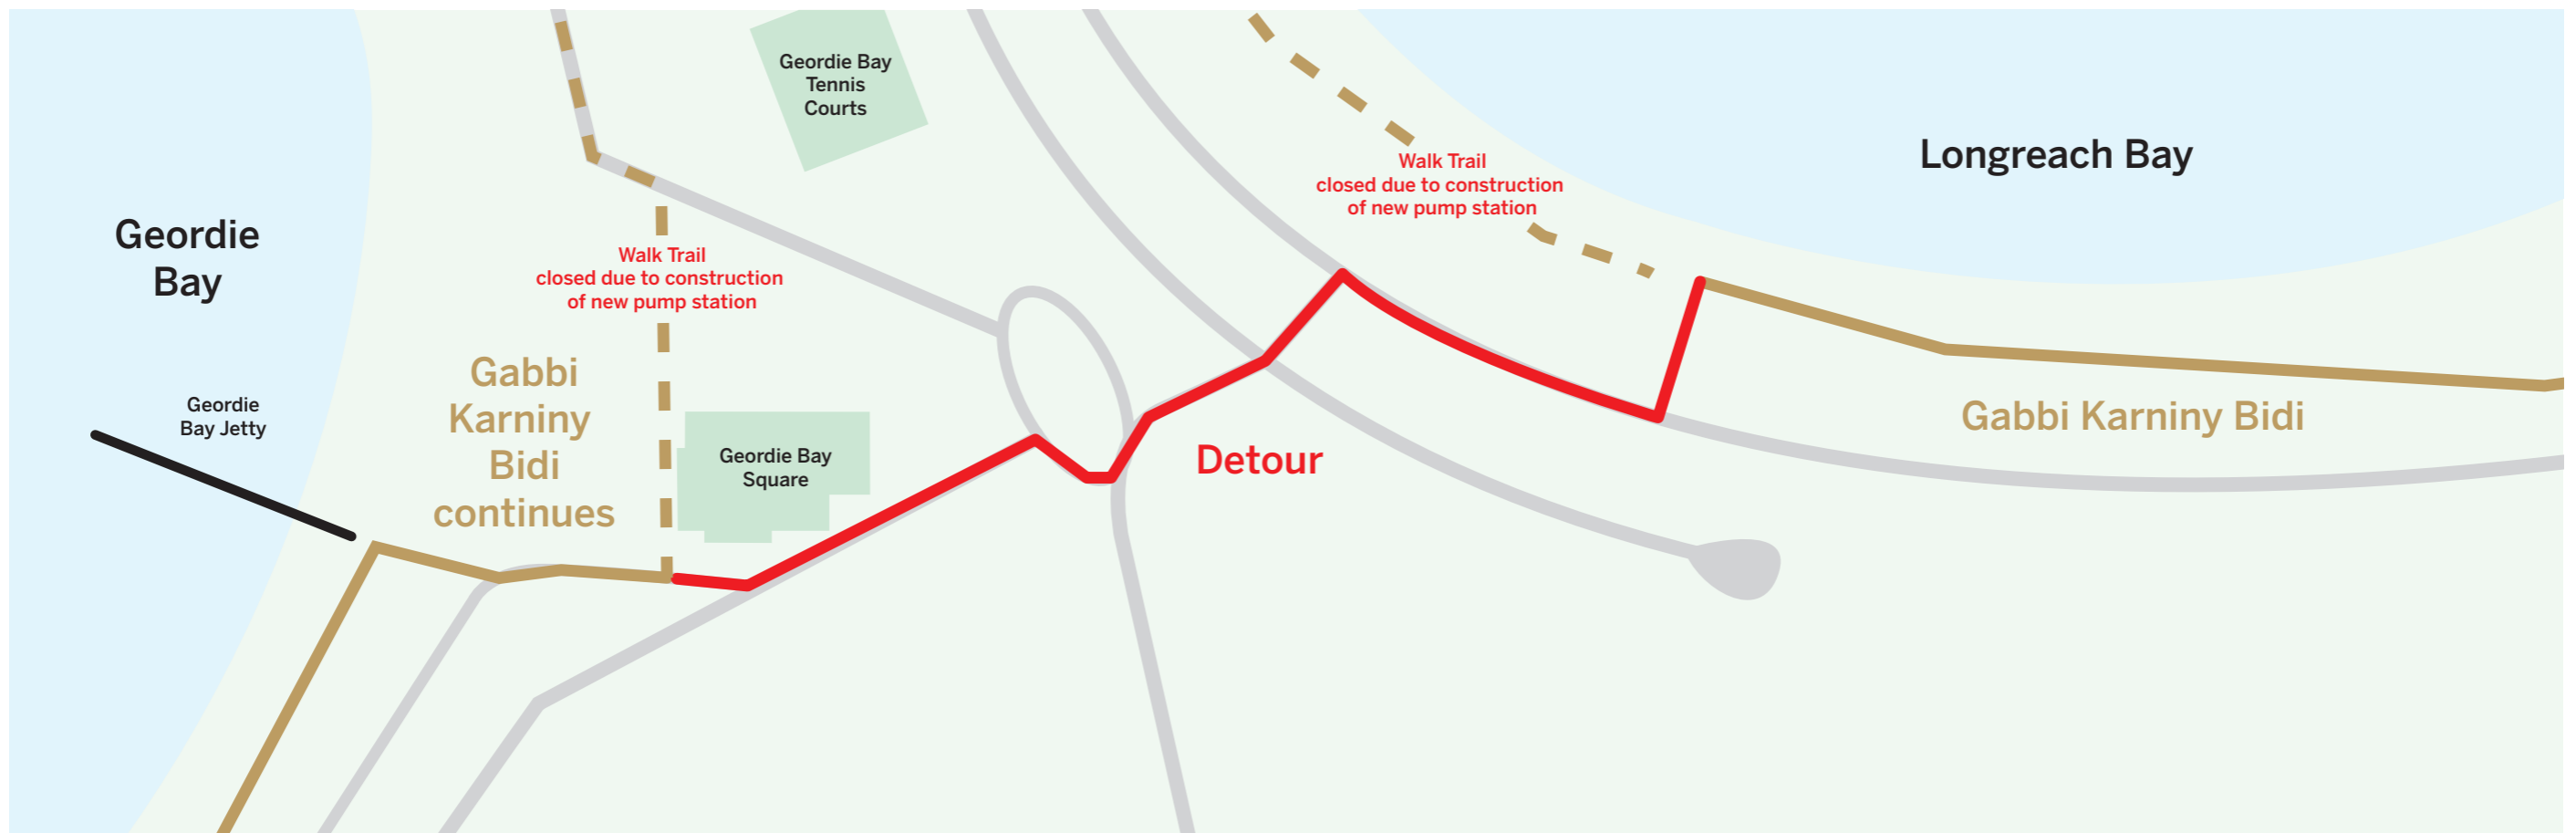 Geordie Bay
Tennis
Courts
Walk Trail
closed due to construction
of new pump station
Longreach Bay
Geordie
Bay
Walk Trail
closed due to construction
of new pump station
Gabbi
Karniny
Bidi
continues
Geordie
Bay Jetty
Geordie Bay
Square
Detour
Gabbi Karniny Bidi